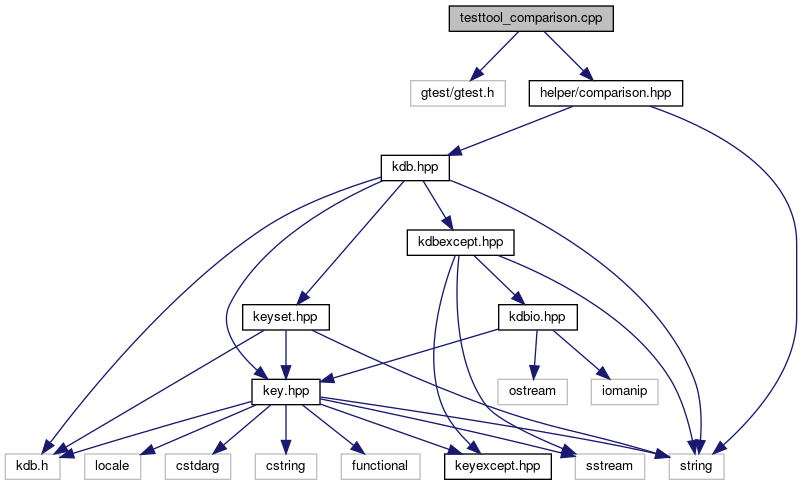 testtool_comparison.cpp
gtest/gtest.h
helper/comparison.hpp
kdb.hpp
kdbexcept.hpp
keyset.hpp
kdbio.hpp
key.hpp
ostream
iomanip
kdb.h
locale
cstdarg
cstring
functional
keyexcept.hpp
sstream
string